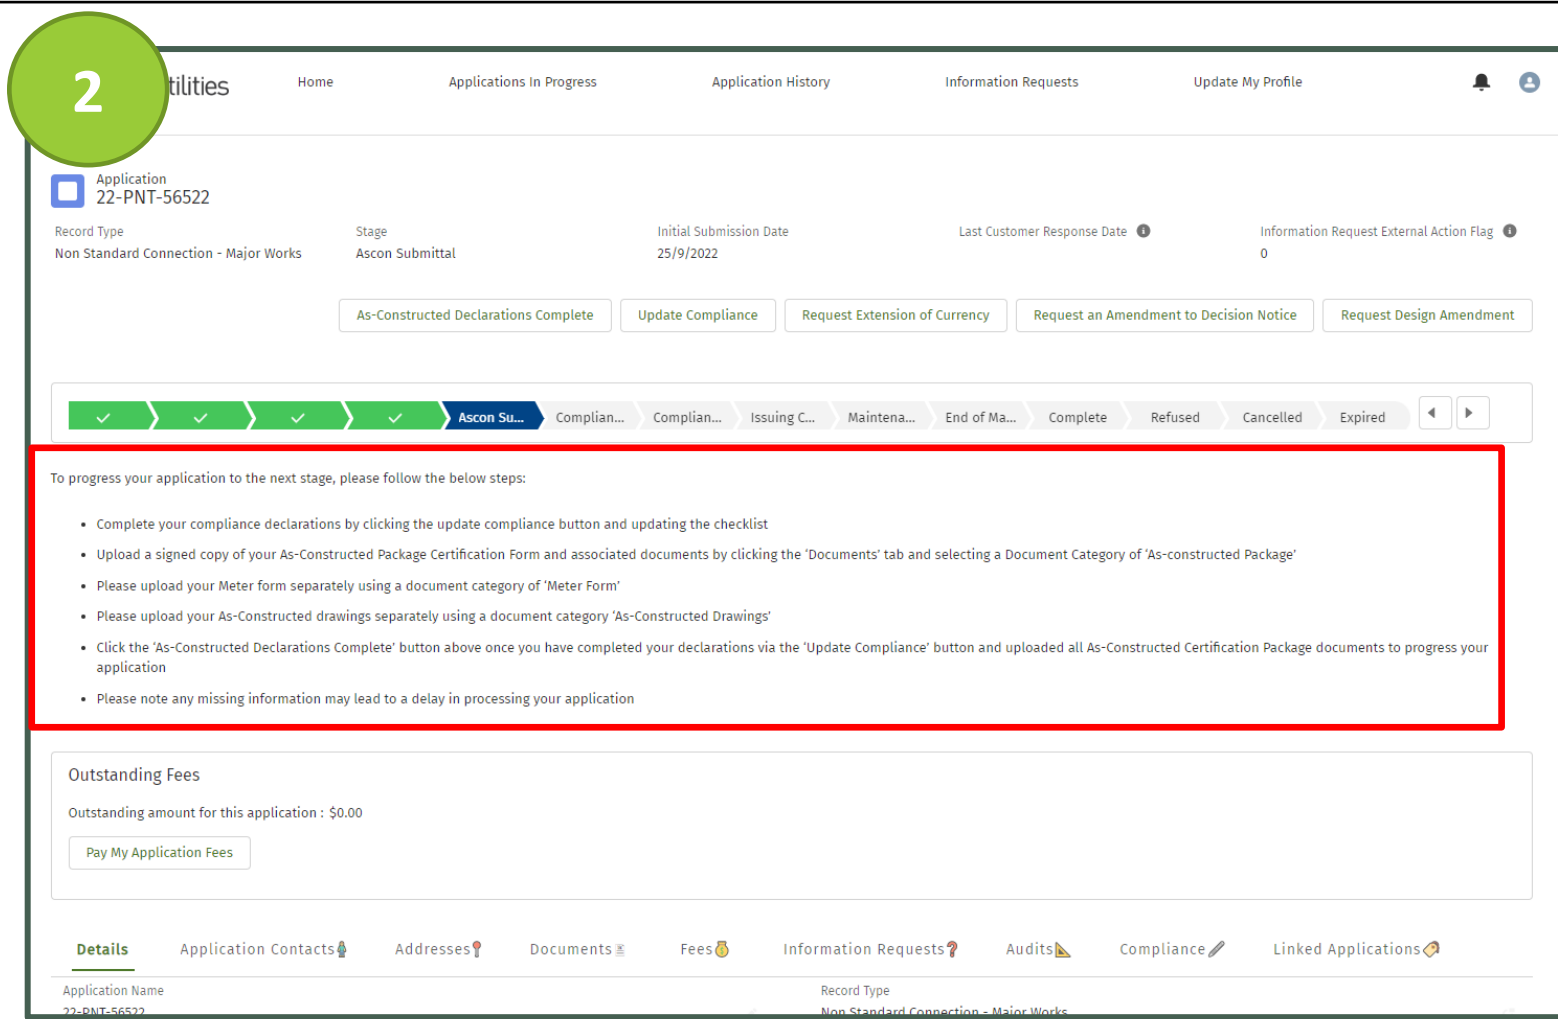 2
tilities
Home Applications In Progress Application History Information Requests Update My Profile
Application
22-PNT-56522
Record Type Stage Initial Submission Date Last Customer Response Date Information Request External Action Flag
Non Standard Connection - Major Works Ascon Submittal 25/9/2022 0
As-Constructed Declarations Complete Update Compliance Request Extension of Currency Request an Amendment to Decision Notice Request Design Amendment
Ascon Su... Complian... Complian... Issuing C... Maintena... End of Ma... Complete Refused Cancelled Expired
To progress your application to the next stage, please follow the below steps:
• Complete your compliance declarations by clicking the update compliance button and updating the checklist
• Upload a signed copy of your As-Constructed Package Certification Form and associated documents by clicking the ‘Documents’ tab and selecting a Document Category of ‘As-constructed Package’
• Please upload your Meter form separately using a document category of ‘Meter Form’
• Please upload your As-Constructed drawings separately using a document category ‘As-Constructed Drawings’
• Click the ‘As-Constructed Declarations Complete’ button above once you have completed your declarations via the ‘Update Compliance’ button and uploaded all As-Constructed Certification Package documents to progress your
application
• Please note any missing information may lead to a delay in processing your application
Outstanding Fees
Outstanding amount for this application : $0.00
Pay My Application Fees
Details Application Contacts Addresses Documents Fees Information Requests Audits Compliance Linked Applications
Application Name Record Type
22-PNT-56522 Non Standard Connection - Major Works